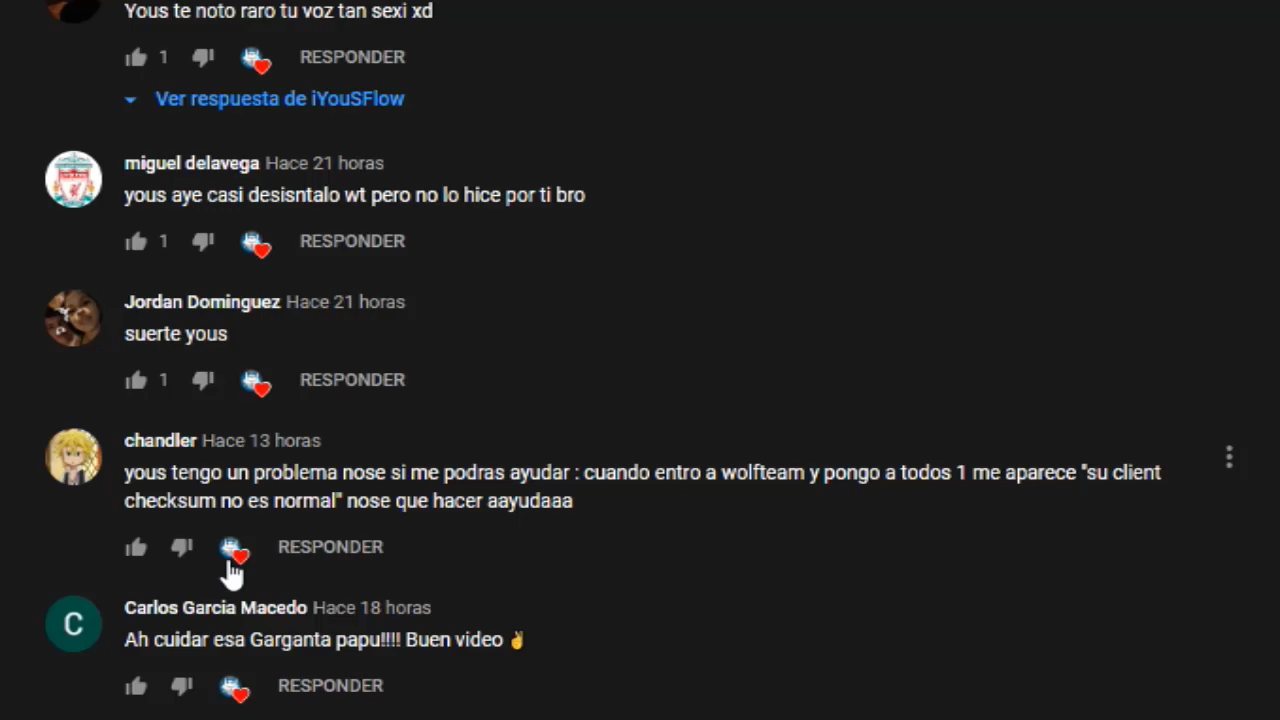 Yous te noto raro tu voz tan sexi xd
1 RESPONDER
Ver respuesta de iYouSFlow
miguel delavega Hace 21 horas
yous aye casi desisntalo wt pero no lo hice por ti bro
1 RESPONDER
Jordan Dominguez Hace 21 horas
suerte yous
1 RESPONDER
chandler Hace 13 horas
yous tengo un problema nose si me podras ayudar : cuando entro a wolfteam y pongo a todos 1 me aparece "su client
checksum no es normal" nose que hacer aayudaaa
RESPONDER
C
Carlos Garcia Macedo Hace 18 horas
Ah cuidar esa Garganta papu!!!! Buen video ✌️
RESPONDER